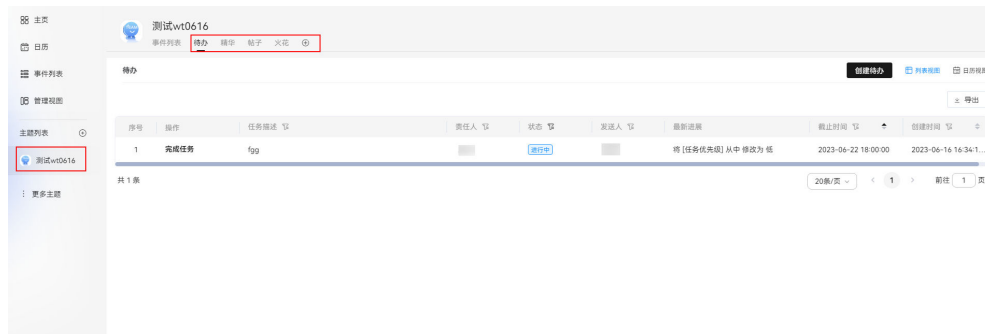 主页
测试wt0616
事件列表 待办 精华 帖子 火花
日历
事件列表
待办
创建待办 列表视图 日历视图
管理视图
导出
主题列表
序号 操作 任务描述 责任人 状态 发送人 最新进展 截止时间 创建时间
测试wt0616
1 完成任务 fgg 进行中 将 [任务优先级] 从中 修改为 低 2023-06-22 18:00:00 2023-06-16 16:34:1...
共 1 条
20条/页 1 前往 1 页
更多主题